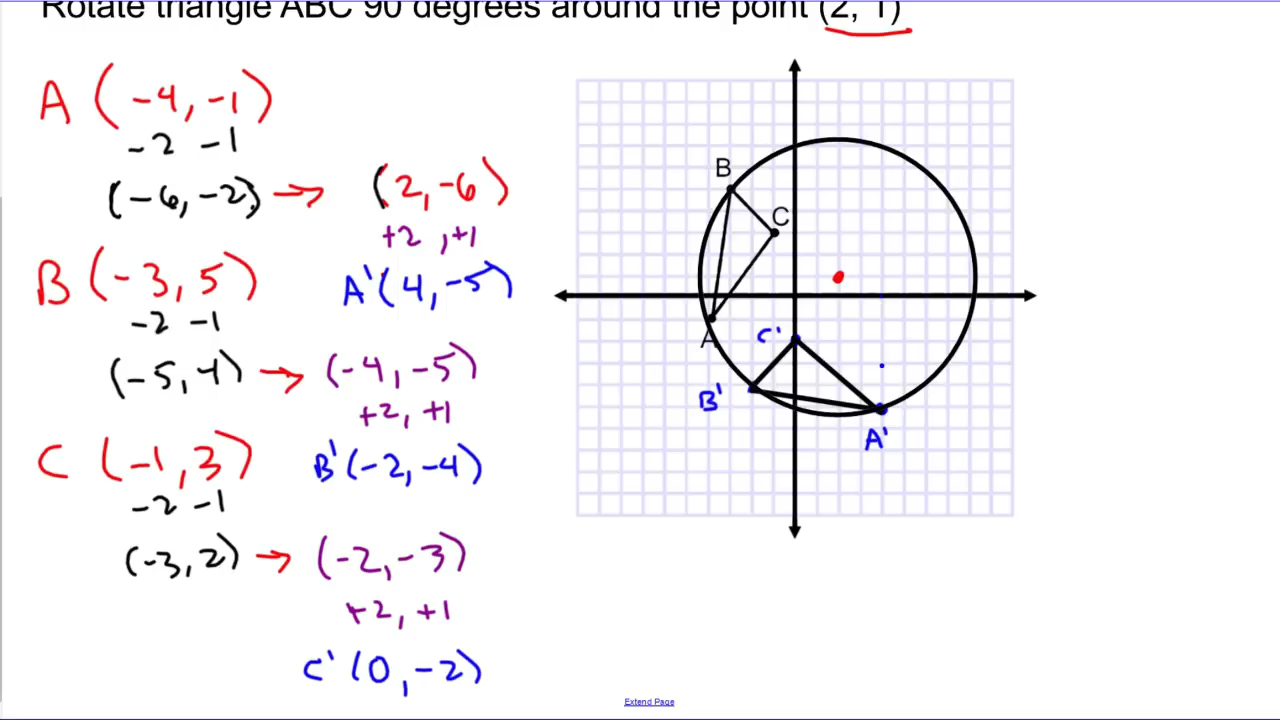 Rotate triangle ABC 90 degrees around the point (2, 1)
A (-4, -1)
-2 -1
(-6, -2) → (2, -6)
+2, +1
A'(4, -5)
B (-3, 5)
-2 -1
(-5, 4) → (-4, -5)
+2, +1
B'(-2, -4)
C (-1, 3)
-2 -1
(-3, 2) → (-2, -3)
+2, +1
C'(0, -2)
B
C
A
C'
B'
A'
Extend Page